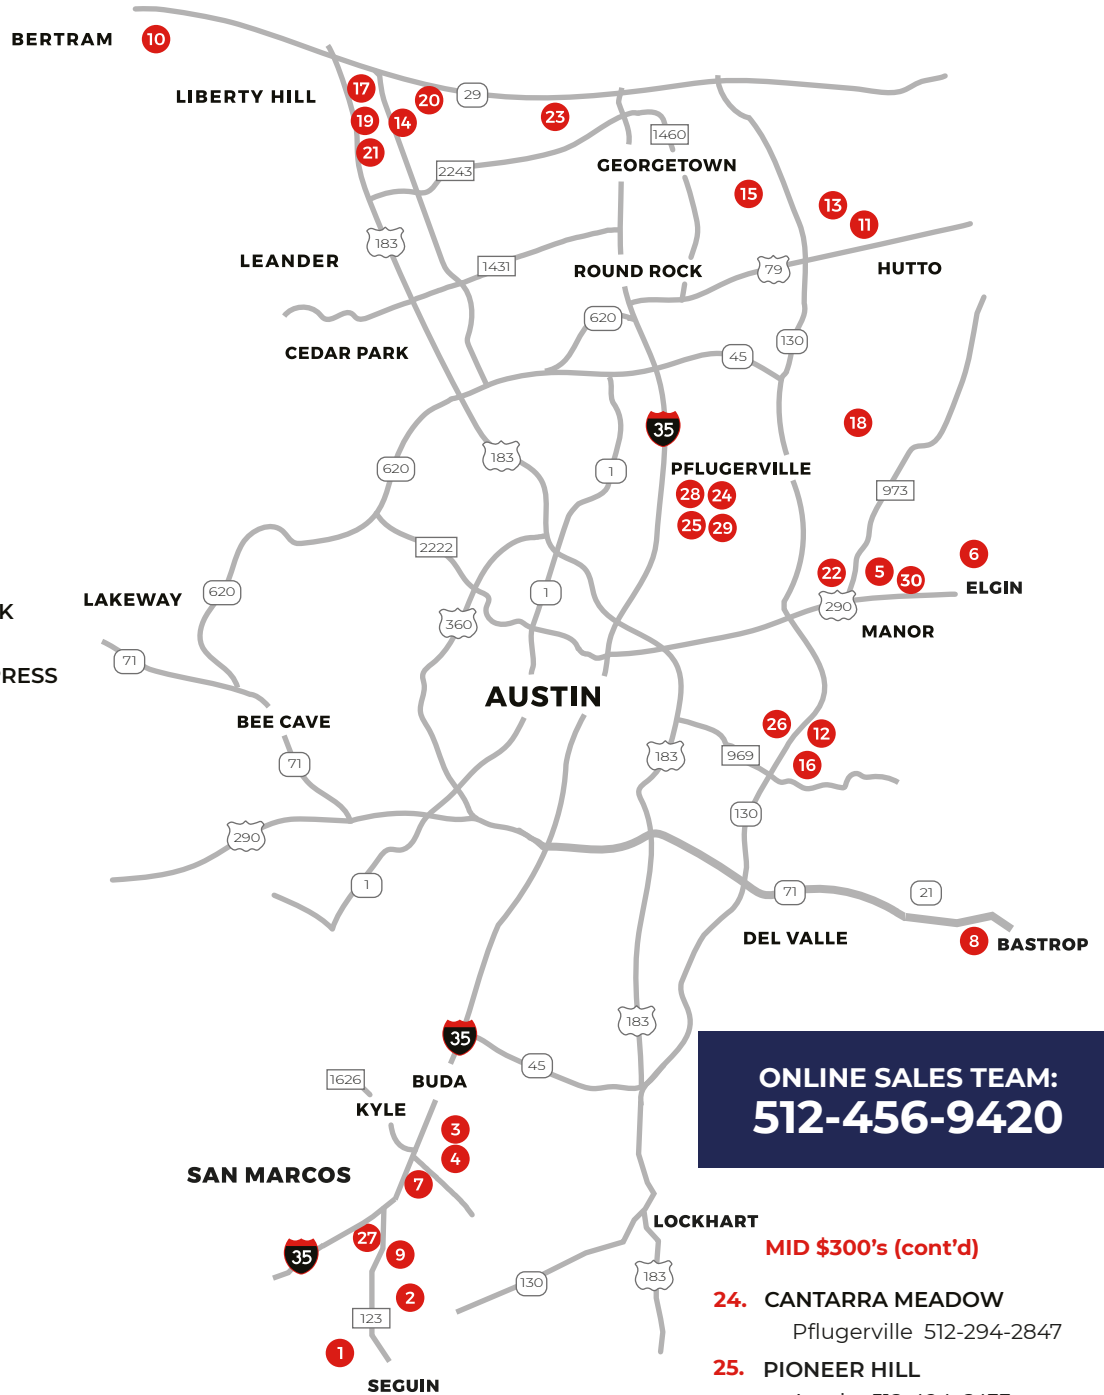 BERTRAM
10
LIBERTY HILL
17
20
29
19
14
23
21
1460
2243
GEORGETOWN
15
13
11
183
LEANDER
1431
ROUND ROCK
79
HUTTO
620
130
CEDAR PARK
45
35
18
183
620
1
PFLUGERVILLE
28
24
973
25
29
2222
6
22
5
30
ELGIN
620
1
290
LAKEWAY
K
360
MANOR
71
RESS
AUSTIN
BEE CAVE
26
12
183
969
16
71
130
290
1
71
21
DEL VALLE
8
BASTROP
183
35
45
1626
BUDA
KYLE
3
4
SAN MARCOS
7
27
9
35
2
130
123
1
SEGUIN
LOCKHART
183
ONLINE SALES TEAM:
512-456-9420
MID $300's (cont'd)
24. CANTARRA MEADOW
Pflugerville 512-294-2847
25. PIONEER HILL